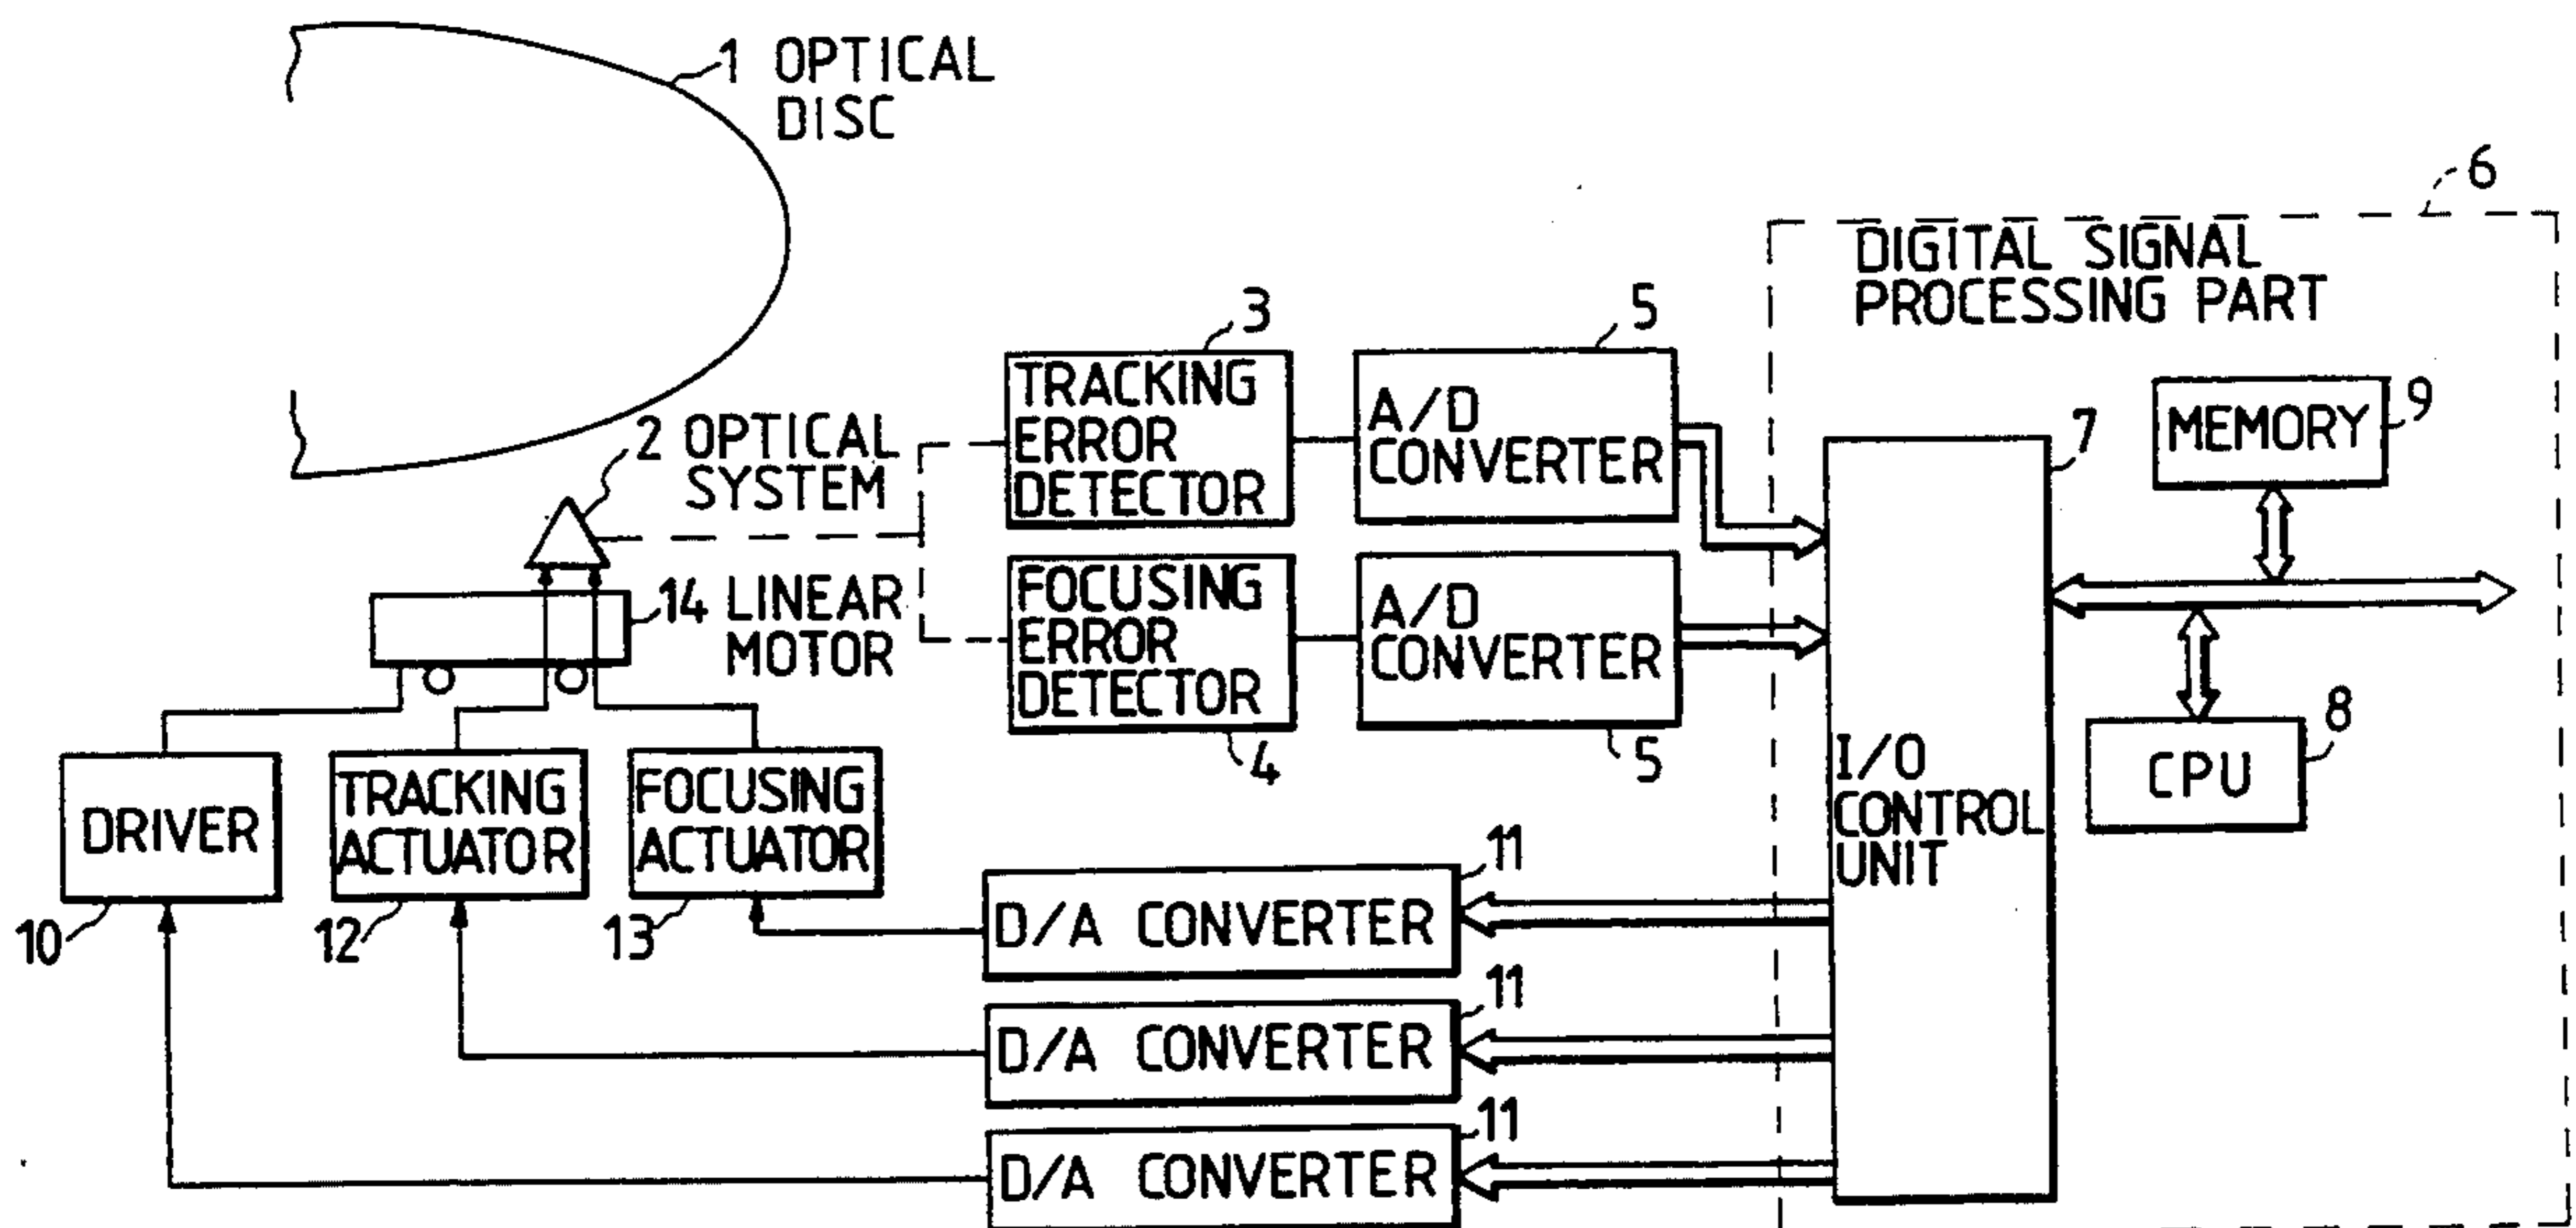 1 OPTICAL
DISC
6
DIGITAL SIGNAL
PROCESSING PART
3
5
TRACKING
ERROR
DETECTOR
A/D
CONVERTER
7
MEMORY
9
2 OPTICAL
SYSTEM
14 LINEAR
MOTOR
FOCUSING
ERROR
DETECTOR
A/D
CONVERTER
4
5
8
CPU
I/O
CONTROL
UNIT
DRIVER
TRACKING
ACTUATOR
FOCUSING
ACTUATOR
10
12
13
11
D/A CONVERTER
11
D/A CONVERTER
11
D/A CONVERTER